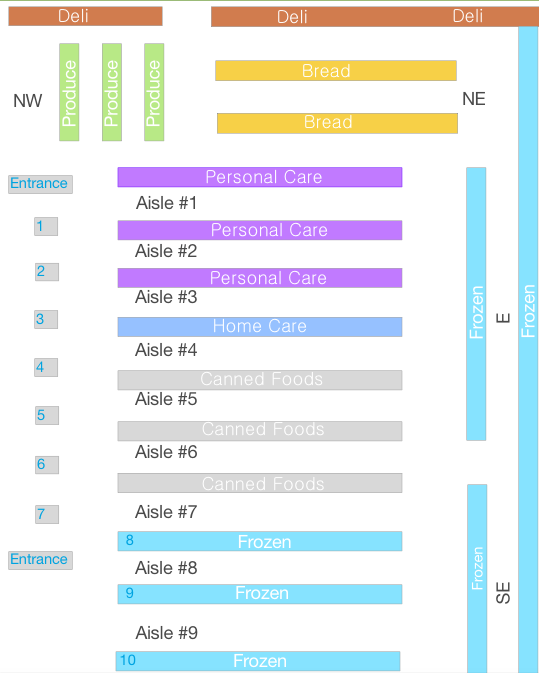 Deli
Deli
Deli
Produce
Produce
Produce
NW
Bread
Bread
NE
Entrance
Personal Care
Aisle #1
1
Personal Care
Aisle #2
2
Personal Care
Aisle #3
3
Home Care
Aisle #4
4
Canned Foods
Aisle #5
5
Canned Foods
Aisle #6
6
Canned Foods
7
Aisle #7
8 Frozen
Entrance
Aisle #8
9 Frozen
Aisle #9
10 Frozen
Frozen
E
Frozen
Frozen
SE